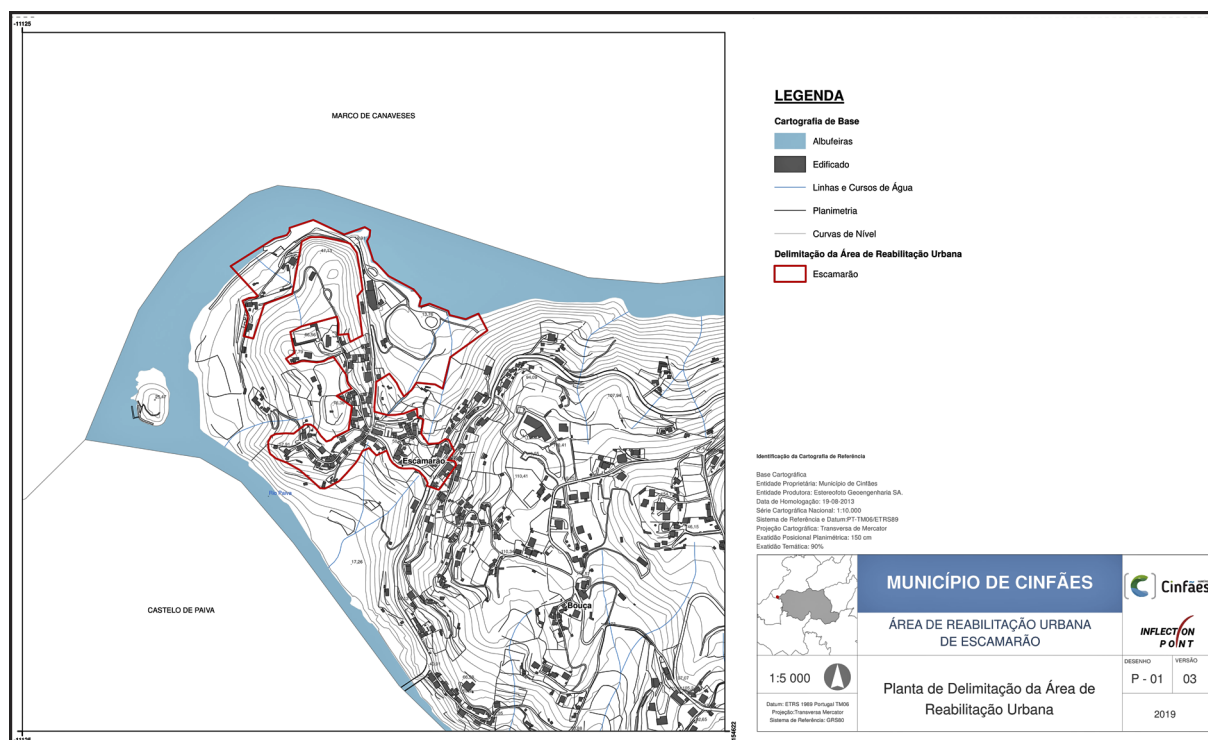 -11125
MARCO DE CANAVESES
LEGENDA
Cartografia de Base
Albufeiras
Edificado
Linhas e Cursos de Água
Planimetria
Curvas de Nível
Delimitação da Área de Reabilitação Urbana
Escamarão
Escamarão
Rio Paiva
17,28
CASTELO DE PAIVA
Bouça
Identificação da Cartografia de Referência
Base Cartográfica
Entidade Proprietária: Município de Cinfães
Entidade Produtora: Estereofoto Geoengenharia SA.
Data de Homologação: 19-08-2013
Série Cartográfica Nacional: 1:10.000
Sistema de Referência e Datum:PT-TM06/ETRS89
Projeção Cartográfica: Transversa de Mercator
Exatidão Posicional Planimétrica: 150 cm
Exatidão Temática: 90%
MUNICÍPIO DE CINFÃES
Cinfães
ÁREA DE REABILITAÇÃO URBANA
DE ESCAMARÃO
INFLECTION
POINT
1:5 000
Planta de Delimitação da Área de
Reabilitação Urbana
DESENHO
P - 01
VERSÃO
03
Datum: ETRS 1989 Portugal TM06
Projeção:Transversa Mercator
Sistema de Referência: GRS80
2019
-11125
154622